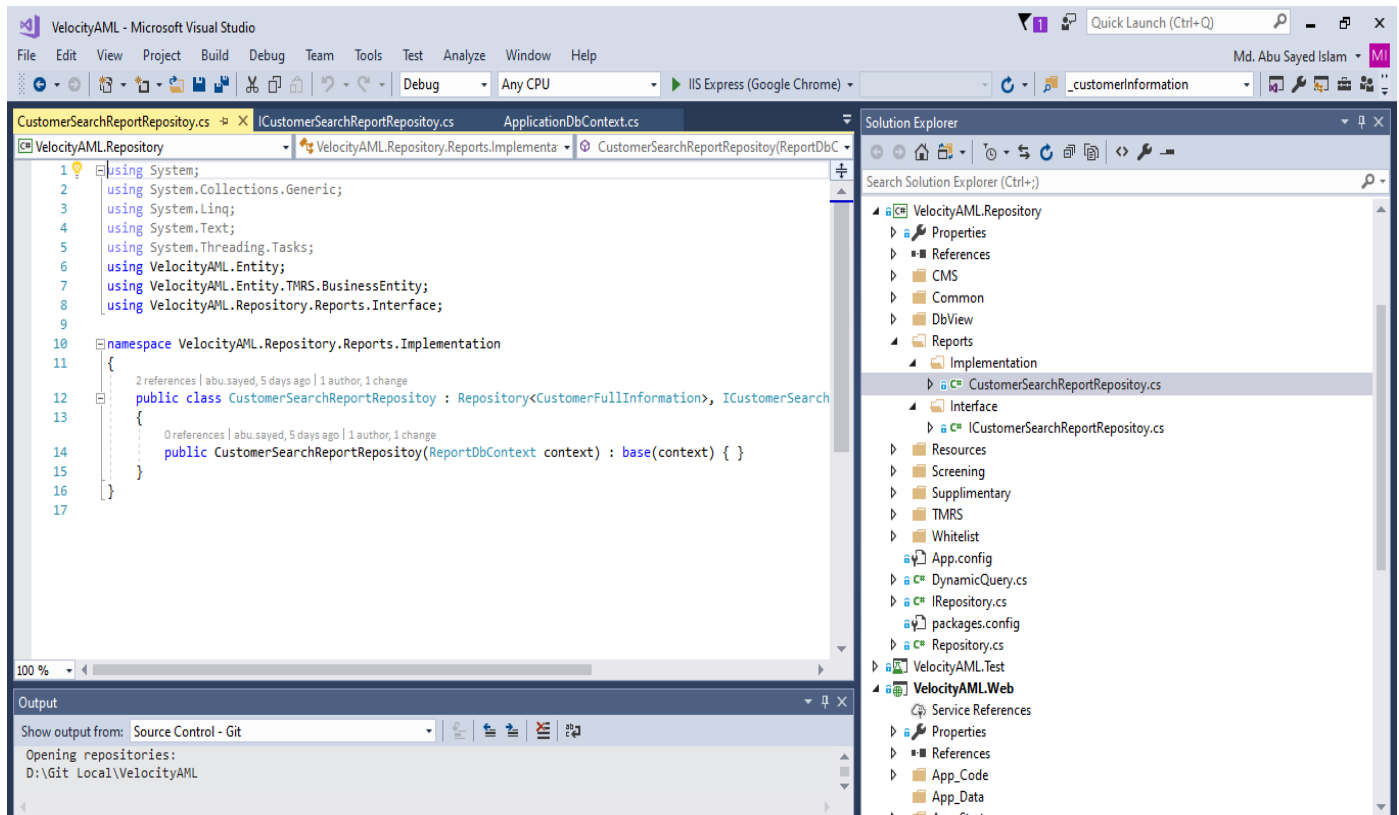 VelocityAML - Microsoft Visual Studio
1
Quick Launch (Ctrl+Q)
File Edit View Project Build Debug Team Tools Test Analyze Window Help
Md. Abu Sayed Islam
MI
Debug
Any CPU
IIS Express (Google Chrome)
_customerInformation
CustomerSearchReportRepositoy.cs
ICustomerSearchReportRepositoy.cs
ApplicationDbContext.cs
VelocityAML.Repository
VelocityAML.Repository.Reports.Implementa
CustomerSearchReportRepositoy(ReportDbC
1 using System;
2 using System.Collections.Generic;
3 using System.Linq;
4 using System.Text;
5 using System.Threading.Tasks;
6 using VelocityAML.Entity;
7 using VelocityAML.Entity.TMRS.BusinessEntity;
8 using VelocityAML.Repository.Reports.Interface;
9
10 namespace VelocityAML.Repository.Reports.Implementation
11 {
2 references | abu.sayed, 5 days ago | 1 author, 1 change
12 public class CustomerSearchReportRepositoy : Repository<CustomerFullInformation>, ICustomerSearch
13 {
0 references | abu.sayed, 5 days ago | 1 author, 1 change
14 public CustomerSearchReportRepositoy(ReportDbContext context) : base(context) { }
15 }
16 }
17
100 %
Output
Show output from: Source Control - Git
Opening repositories:
D:\Git Local\VelocityAML
Solution Explorer
Search Solution Explorer (Ctrl+;)
C# VelocityAML.Repository
Properties
References
CMS
Common
DbView
Reports
Implementation
C# CustomerSearchReportRepositoy.cs
Interface
C# ICustomerSearchReportRepositoy.cs
Resources
Screening
Supplimentary
TMRS
Whitelist
App.config
C# DynamicQuery.cs
C# IRepository.cs
packages.config
C# Repository.cs
VelocityAML.Test
VelocityAML.Web
Service References
Properties
References
App_Code
App_Data